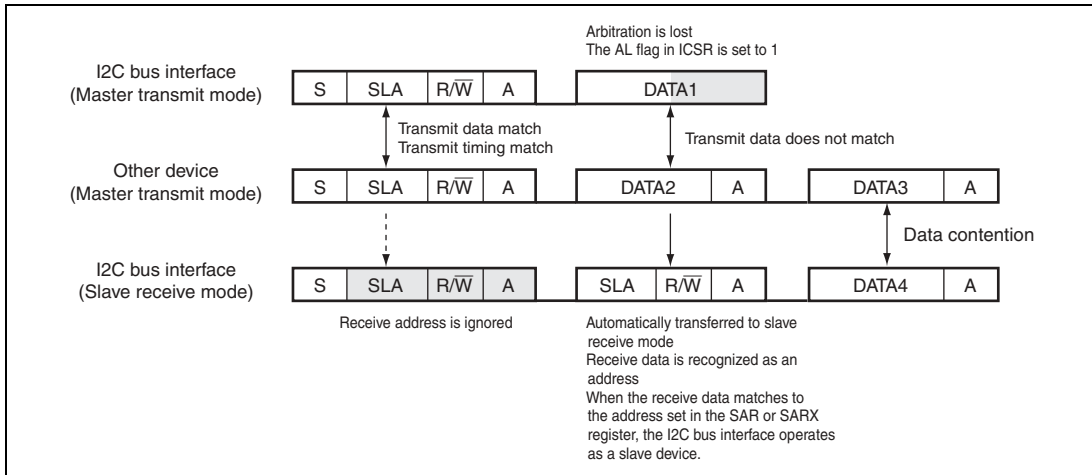 Arbitration is lost
The AL flag in ICSR is set to 1
I2C bus interface
(Master transmit mode)
S SLA R/W̅ A DATA1
Transmit data match
Transmit timing match
Transmit data does not match
Other device
(Master transmit mode)
S SLA R/W̅ A DATA2 A DATA3 A
Data contention
I2C bus interface
(Slave receive mode)
S SLA R/W̅ A SLA R/W̅ A DATA4 A
Receive address is ignored
Automatically transferred to slave
receive mode
Receive data is recognized as an
address
When the receive data matches to
the address set in the SAR or SARX
register, the I2C bus interface operates
as a slave device.